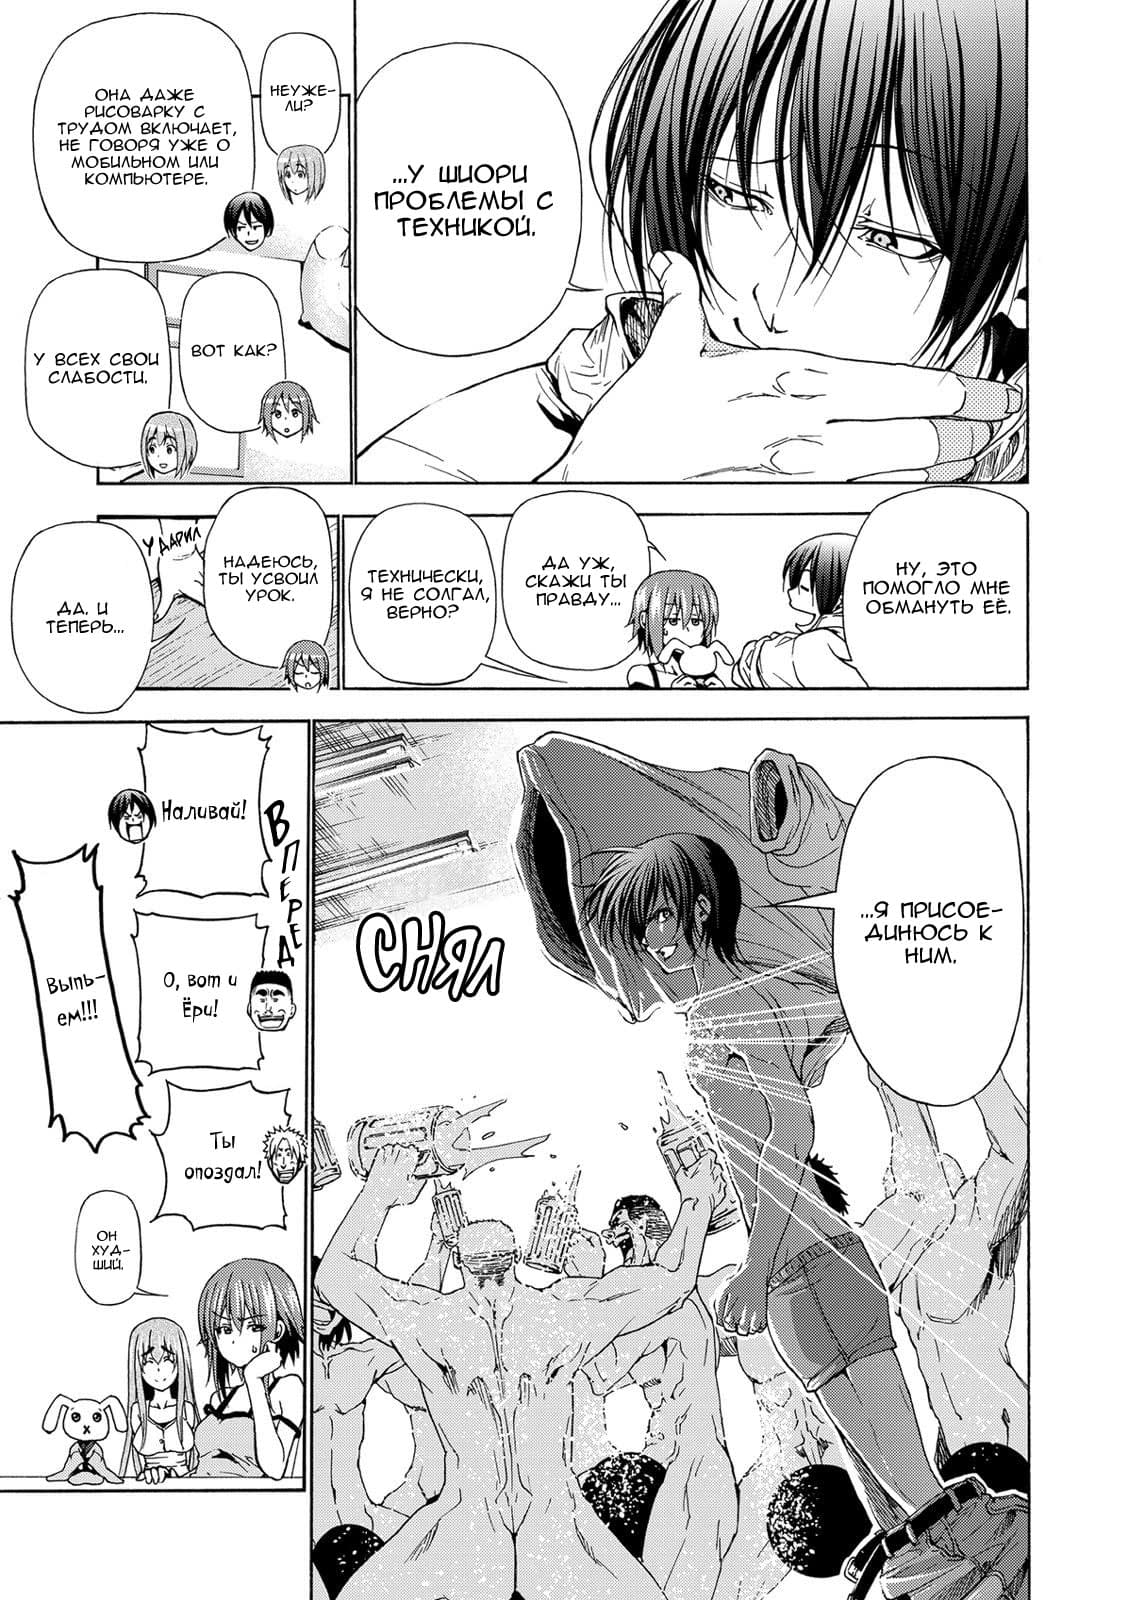 ...У ШИОРИ
ПРОБЛЕМЫ С
ТЕХНИКОЙ.
НЕУЖЕ-
ЛИ?
ОНА ДАЖЕ
РИСОВАРКУ С
ТРУДОМ ВКЛЮЧАЕТ,
НЕ ГОВОРЯ УЖЕ О
МОБИЛЬНОМ ИЛИ
КОМПЬЮТЕРЕ.
ВОТ КАК?
У ВСЕХ СВОИ
СЛАБОСТИ.
НУ, ЭТО
ПОМОГЛО МНЕ
ОБМАНУТЬ ЕЁ.
ДА УЖ,
СКАЖИ ТЫ
ПРАВДУ...
ТЕХНИЧЕСКИ,
Я НЕ СОЛГАЛ,
ВЕРНО?
НАДЕЮСЬ,
ТЫ УСВОИЛ
УРОК.
УДАРИЛ
ДА. И
ТЕПЕРЬ...
...Я ПРИСОЕ-
ДИНЮСЬ К
НИМ.
СНЯЛ
ВПЕРЕД
Наливай!
О, вот и
Ёри!
Ты
опоздал!
Выпь-
ем!!!
ОН
ХУД-
ШИЙ.